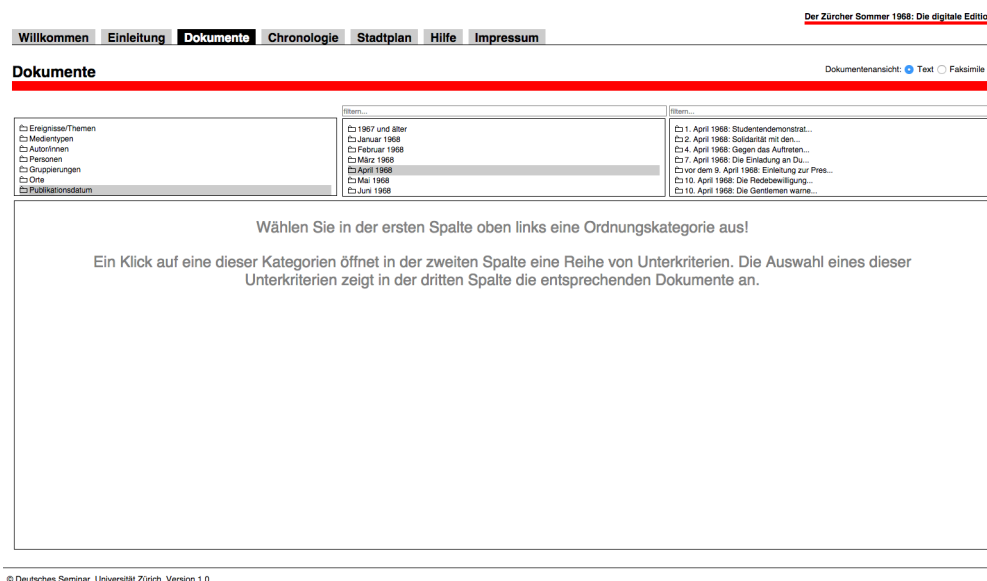 Der Zürcher Sommer 1968: Die digitale Editio
Willkommen Einleitung Dokumente Chronologie Stadtplan Hilfe Impressum
Dokumente
Dokumentenansicht: Text Faksimile
filtern...
filtern...
Ereignisse/Themen
Medientypen
Autor/innen
Personen
Gruppierungen
Orte
Publikationsdatum
1967 und älter
Januar 1968
Februar 1968
März 1968
April 1968
Mai 1968
Juni 1968
1. April 1968: Studentendemonstrat...
2. April 1968: Solidarität mit den...
4. April 1968: Gegen das Auftreten...
7. April 1968: Die Einladung an Du...
vor dem 9. April 1968: Einleitung zur Pres...
10. April 1968: Die Redebewilligung...
10. April 1968: Die Gentlemen warne...
Wählen Sie in der ersten Spalte oben links eine Ordnungskategorie aus!
Ein Klick auf eine dieser Kategorien öffnet in der zweiten Spalte eine Reihe von Unterkriterien. Die Auswahl eines dieser
Unterkriterien zeigt in der dritten Spalte die entsprechenden Dokumente an.
© Deutsches Seminar, Universität Zürich, Version 1.0